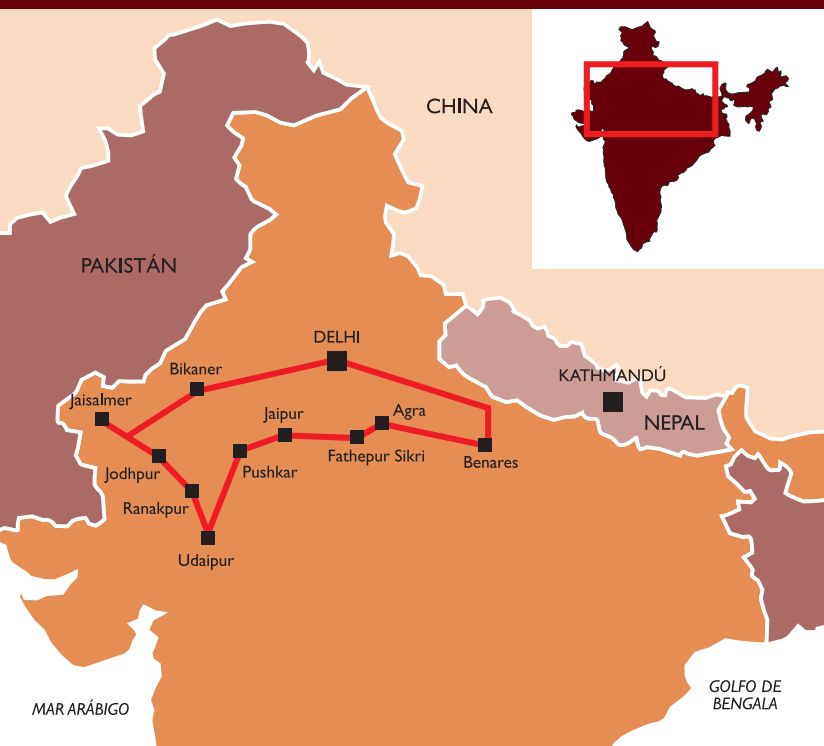 CHINA
PAKISTÁN
DELHI
Bikaner
KATHMANDÚ
Jaisalmer
Jaipur
Agra
NEPAL
Fathepur Sikri
Benares
Jodhpur
Pushkar
Ranakpur
Udaipur
MAR ARÁBIGO
GOLFO DE
BENGALA